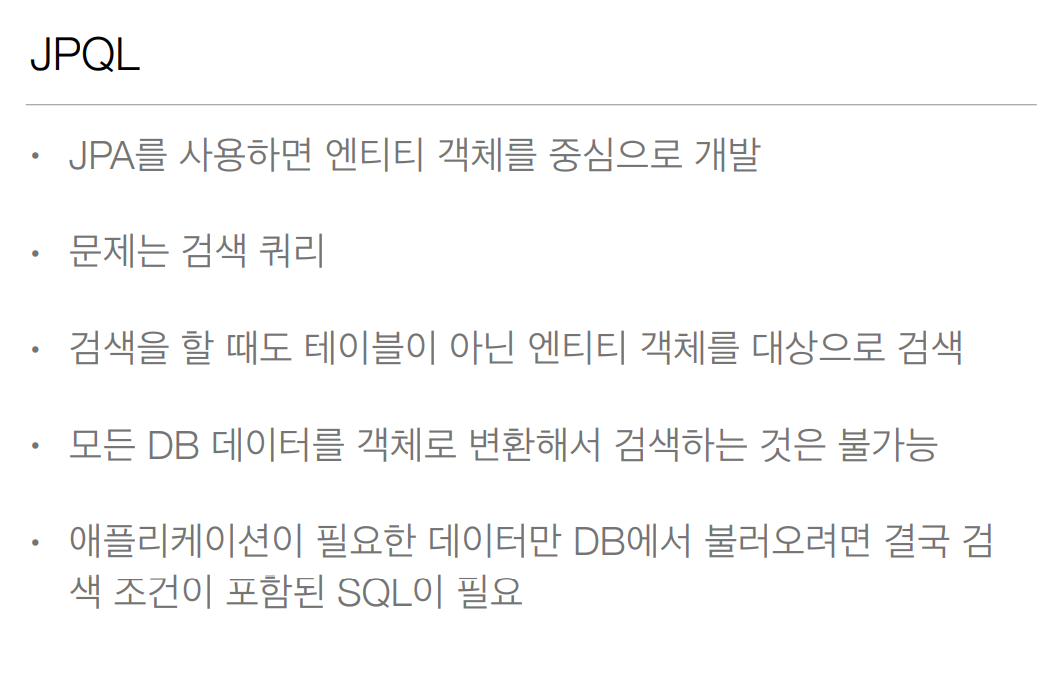 JPQL
• JPA를 사용하면 엔티티 객체를 중심으로 개발
• 문제는 검색 쿼리
• 검색을 할 때도 테이블이 아닌 엔티티 객체를 대상으로 검색
• 모든 DB 데이터를 객체로 변환해서 검색하는 것은 불가능
• 애플리케이션이 필요한 데이터만 DB에서 불러오려면 결국 검
색 조건이 포함된 SQL이 필요